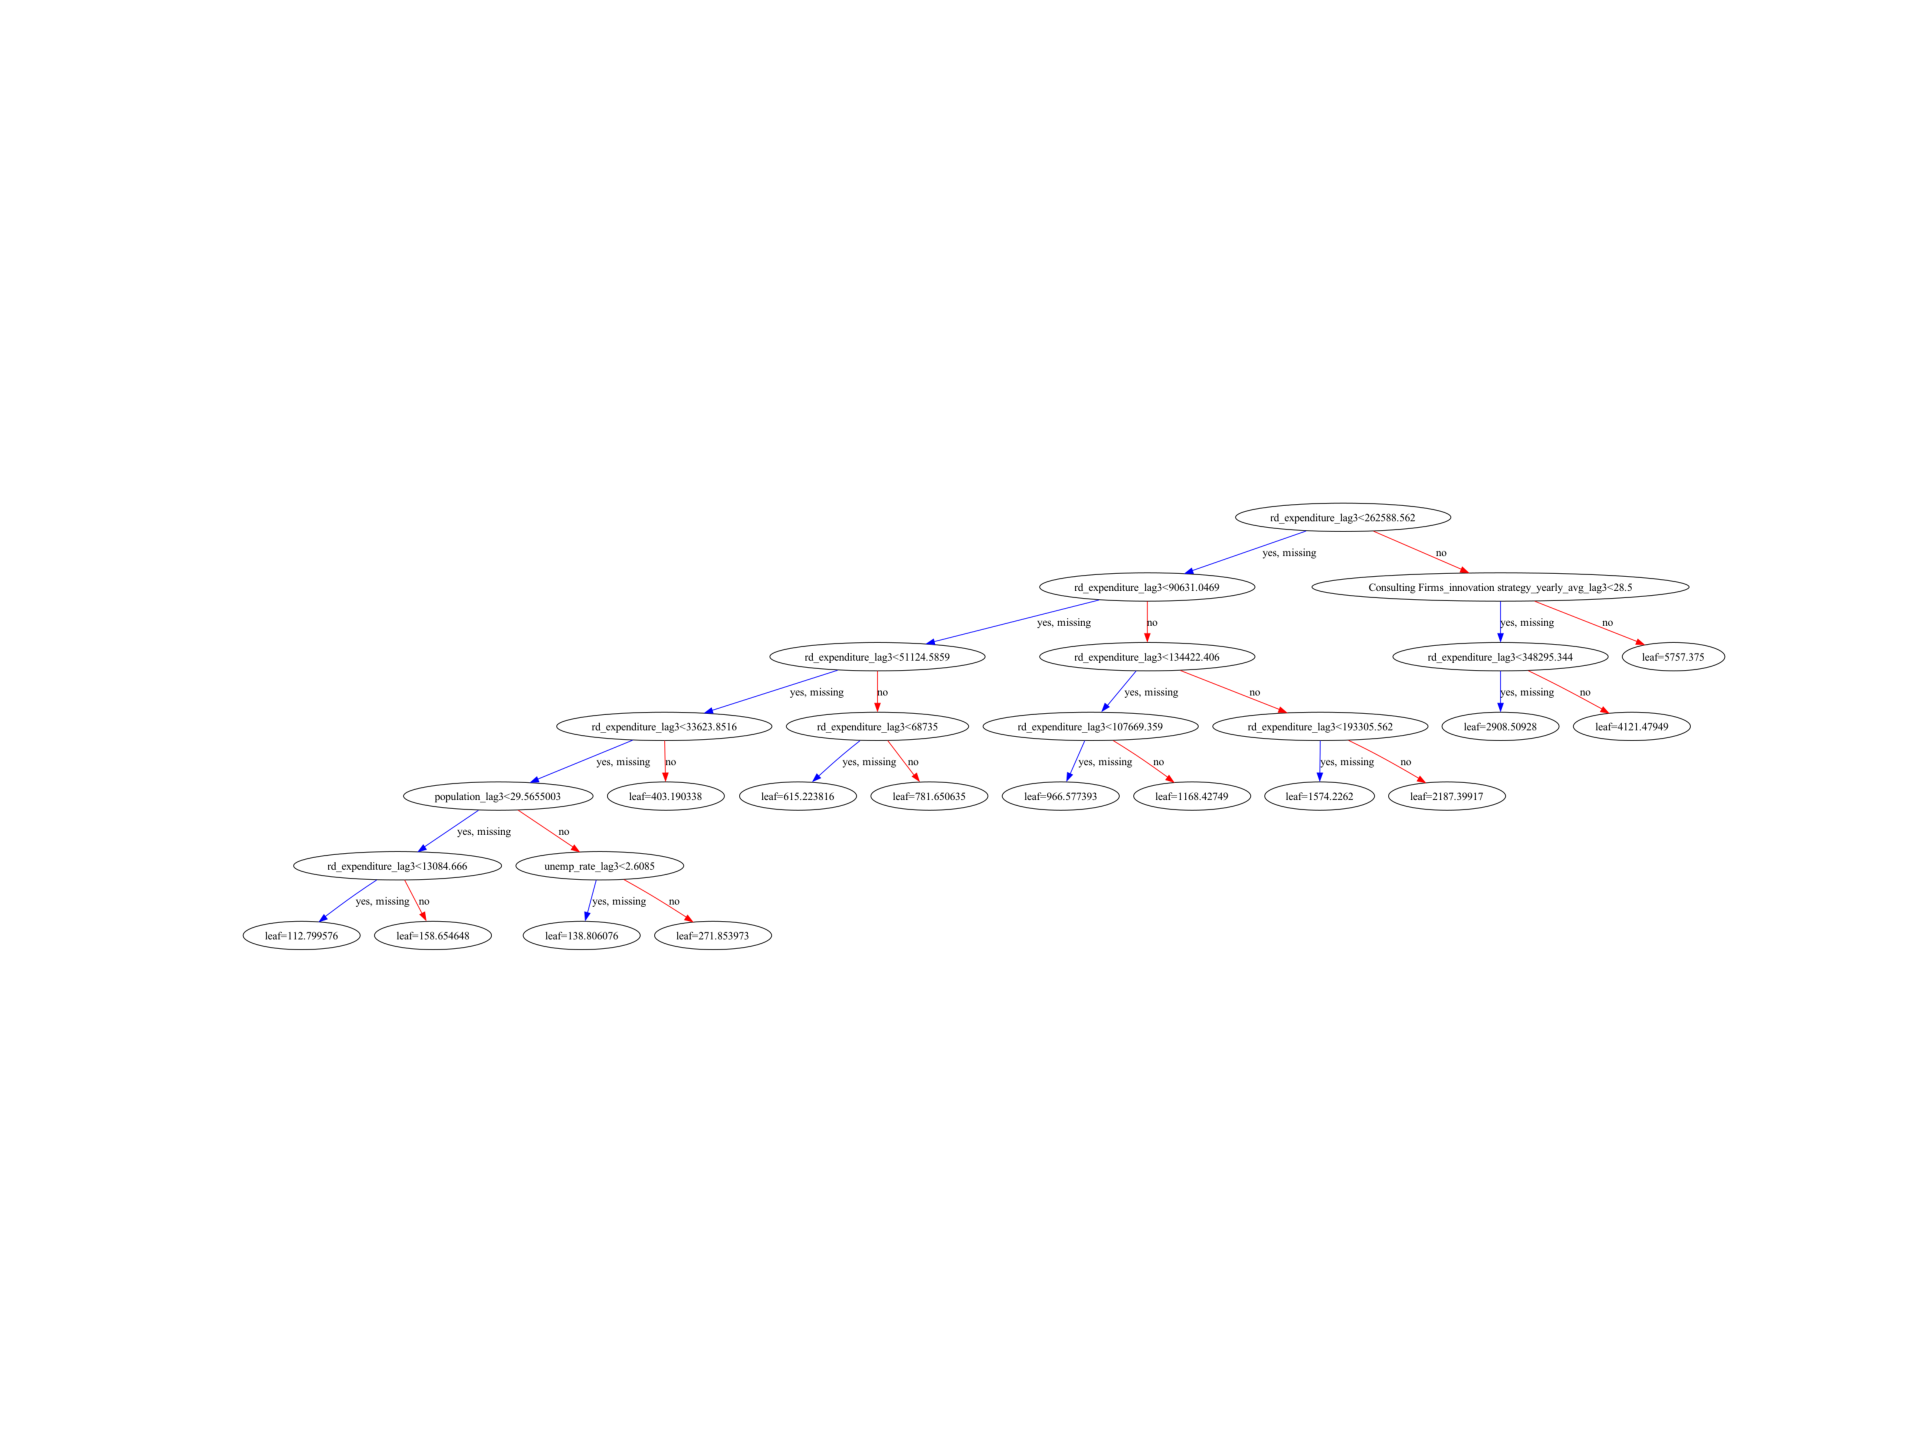 rd_expenditure_lag3<262588.562
yes, missing
no
rd_expenditure_lag3<90631.0469
Consulting Firms_innovation strategy_yearly_avg_lag3<28.5
yes, missing
no
yes, missing
no
rd_expenditure_lag3<51124.5859
rd_expenditure_lag3<134422.406
rd_expenditure_lag3<348295.344
leaf=5757.375
yes, missing
no
yes, missing
no
yes, missing
no
rd_expenditure_lag3<33623.8516
rd_expenditure_lag3<68735
rd_expenditure_lag3<107669.359
rd_expenditure_lag3<193305.562
leaf=2908.50928
leaf=4121.47949
yes, missing
no
yes, missing
no
yes, missing
no
yes, missing
no
population_lag3<29.5655003
leaf=403.190338
leaf=615.223816
leaf=781.650635
leaf=966.577393
leaf=1168.42749
leaf=1574.2262
leaf=2187.39917
yes, missing
no
rd_expenditure_lag3<13084.666
unemp_rate_lag3<2.6085
yes, missing
no
yes, missing
no
leaf=112.799576
leaf=158.654648
leaf=138.806076
leaf=271.853973